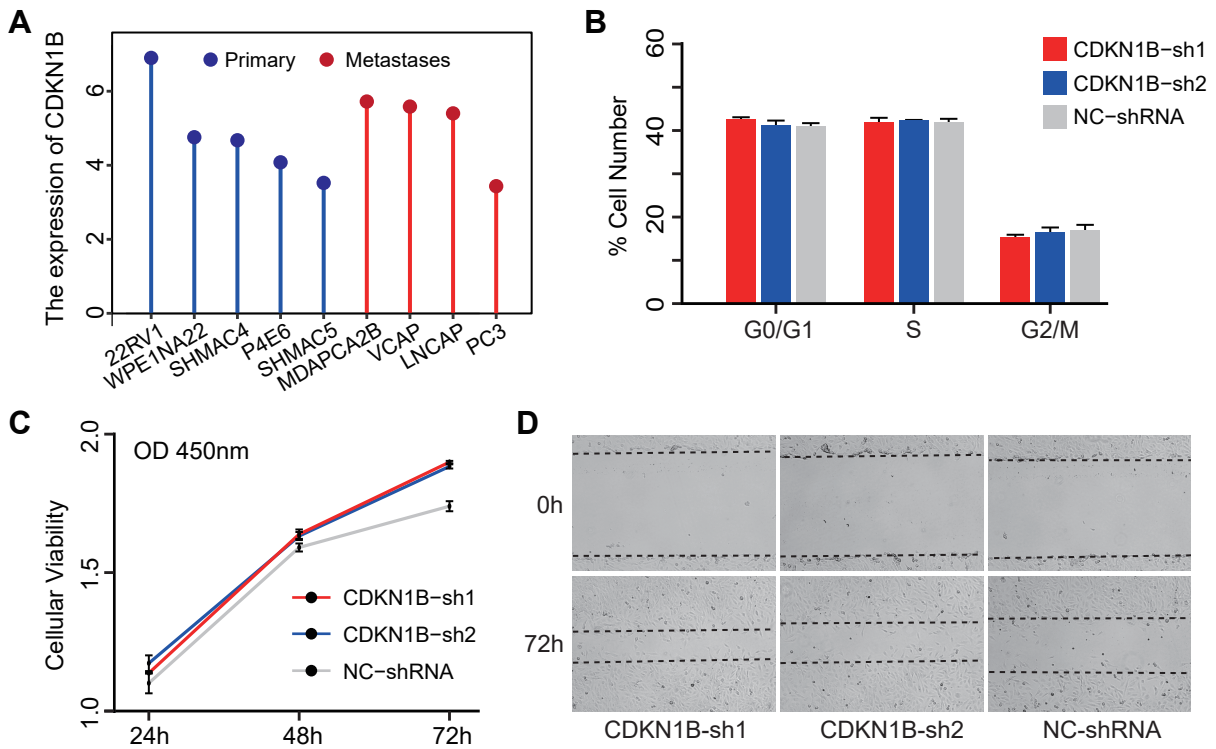 A
The expression of CDKN1B
0
2
4
6
Primary
Metastases
22RV1
WPE1NA22
SHMAC4
P4E6
SHMAC5
MDAPCA2B
VCAP
LNCAP
PC3
B
% Cell Number
0
20
40
60
CDKN1B−sh1
CDKN1B−sh2
NC−shRNA
G0/G1
S
G2/M
C
Cellular Viability
1.0
1.5
2.0
OD 450nm
CDKN1B−sh1
CDKN1B−sh2
NC−shRNA
24h
48h
72h
D
0h
72h
CDKN1B-sh1
CDKN1B-sh2
NC-shRNA